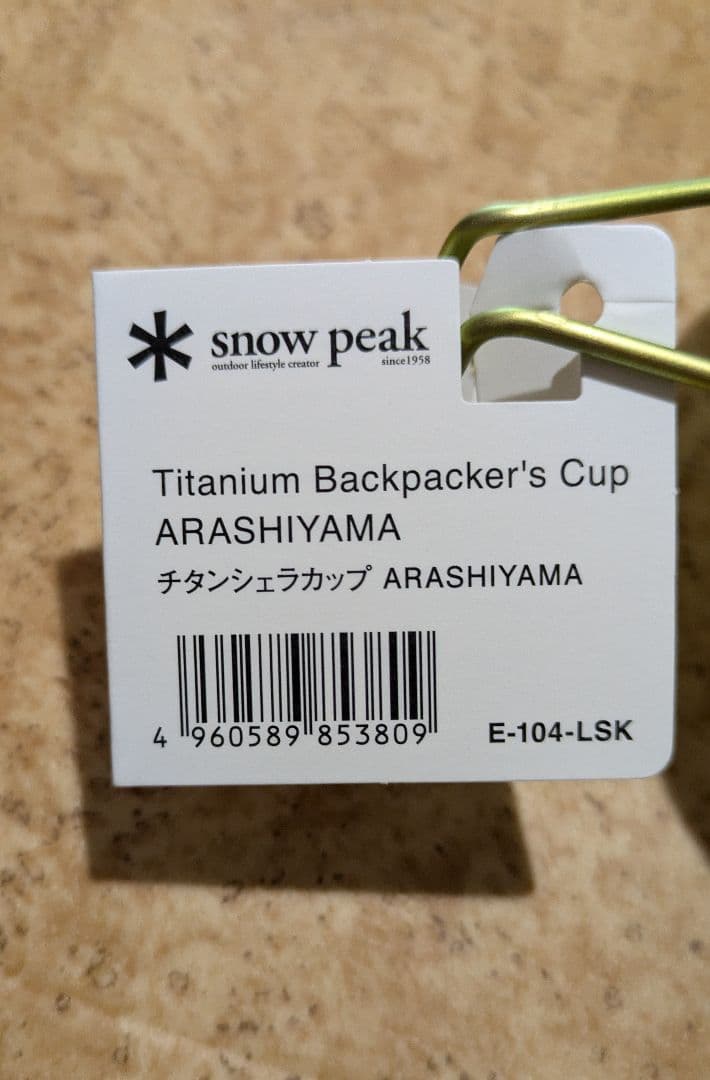 snow peak
outdoor lifestyle creator since1958
Titanium Backpacker's Cup
ARASHIYAMA
チタンシェラカップ ARASHIYAMA
4 960589 853809
E-104-LSK